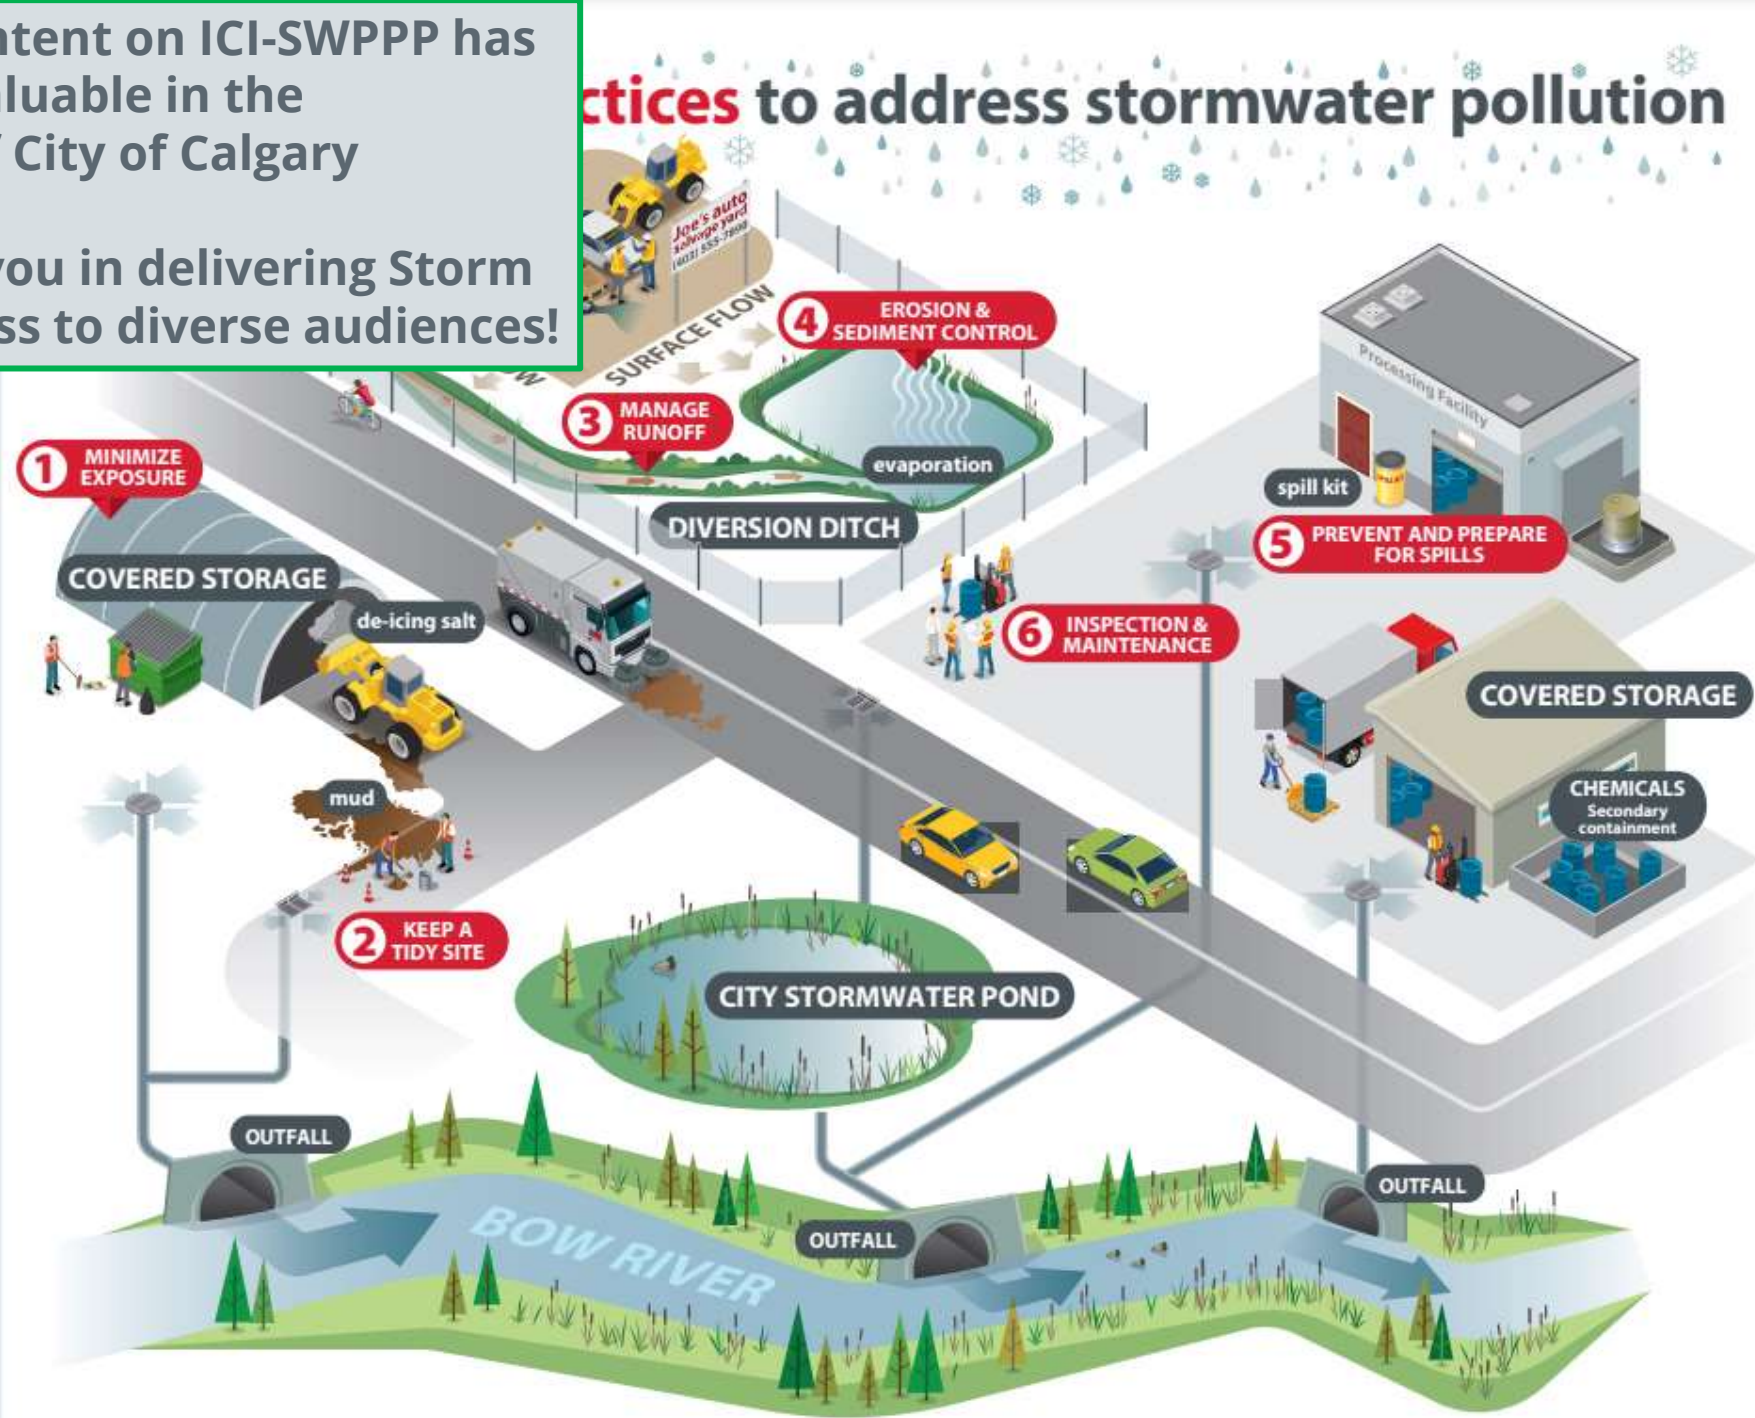 ntent on ICI-SWPPP has
luable in the
City of Calgary
you in delivering Storm
ss to diverse audiences!
ctices to address stormwater pollution
Joe's auto
salvage yard
(403) 555-7898
SURFACE FLOW
OW
4 EROSION &
SEDIMENT CONTROL
3 MANAGE
RUNOFF
evaporation
DIVERSION DITCH
1 MINIMIZE
EXPOSURE
COVERED STORAGE
de-icing salt
mud
2 KEEP A
TIDY SITE
Processing Facility
spill kit
5 PREVENT AND PREPARE
FOR SPILLS
6 INSPECTION &
MAINTENANCE
COVERED STORAGE
CHEMICALS
Secondary
containment
CITY STORMWATER POND
OUTFALL
BOW RIVER
OUTFALL
OUTFALL